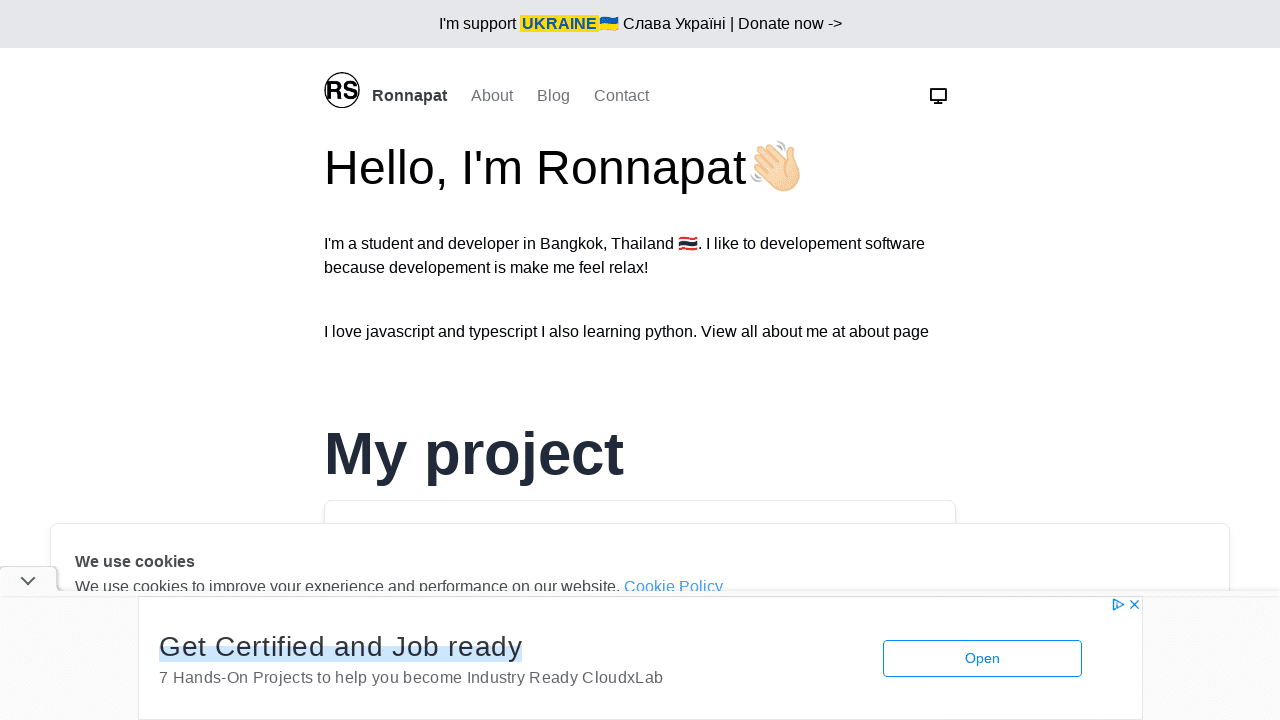 I'm support UKRAINE🇺🇦 Слава Україні | Donate now ->
RS
Ronnapat About Blog Contact
Hello, I'm Ronnapat👋🏻
I'm a student and developer in Bangkok, Thailand 🇹🇭. I like to developement software
because developement is make me feel relax!
I love javascript and typescript I also learning python. View all about me at about page
My project
We use cookies
We use cookies to improve your experience and performance on our website. Cookie Policy
Get Certified and Job ready
7 Hands-On Projects to help you become Industry Ready CloudxLab
Open